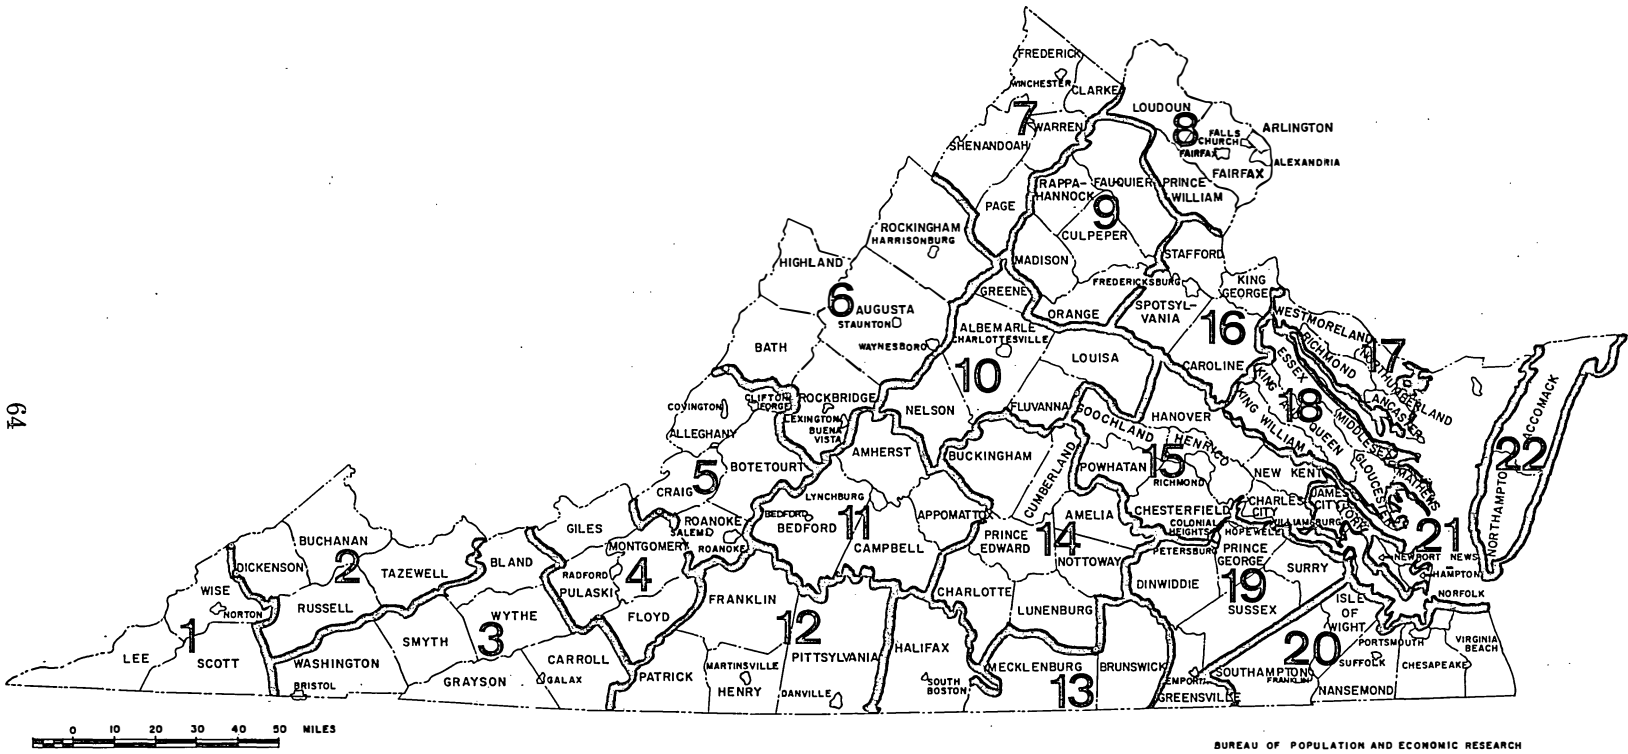 FREDERICK
WINCHESTER
CLARKE
7
WARREN
SHENANDOAH
PAGE
LOUDOUN
8
FALLS
CHURCH
ARLINGTON
FAIRFAX
ALEXANDRIA
FAIRFAX
PRINCE
WILLIAM
RAPPA-
HANNOCK
FAUQUIER
9
CULPEPER
MADISON
STAFFORD
ROCKINGHAM
HARRISONBURG
HIGHLAND
6
AUGUSTA
STAUNTON
WAYNESBORO
BATH
ROCKBRIDGE
LEXINGTON
BUENA
VISTA
GREENE
ORANGE
ALBEMARLE
CHARLOTTESVILLE
10
LOUISA
NELSON
FLUVANNA
FREDERICKSBURG
SPOTSYL-
VANIA
KING
GEORGE
16
CAROLINE
WESTMORELAND
17
RICHMOND
NORTHUMBERLAND
LANCASTER
ESSEX
18
KING
AND
QUEEN
KING
WILLIAM
MIDDLESEX
GLOUCESTER
MATHEWS
ACCOMACK
22
NORTHAMPTON
64
COVINGTON
CLIFTON
FORGE
ALLEGHANY
5
BOTETOURT
CRAIG
ROANOKE
SALEM
ROANOKE
AMHERST
LYNCHBURG
BEDFORD
BEDFORD
11
CAMPBELL
APPOMATTOX
BUCKINGHAM
CUMBERLAND
GOOCHLAND
HANOVER
HENRICO
POWHATAN
15
RICHMOND
NEW KENT
CHARLES
CITY
JAMES
CITY
YORK
WILLIAMSBURG
CHESTERFIELD
COLONIAL
HEIGHTS
HOPEWELL
PETERSBURG
PRINCE
GEORGE
19
SURRY
SUSSEX
DINWIDDIE
AMELIA
PRINCE
EDWARD
14
NOTTOWAY
CHARLOTTE
LUNENBURG
21
NEWPORT NEWS
HAMPTON
NORFOLK
ISLE
OF
WIGHT
20
PORTSMOUTH
SUFFOLK
CHESAPEAKE
VIRGINIA
BEACH
NANSEMOND
SOUTHAMPTON
FRANKLIN
EMPORIA
GREENSVILLE
BRUNSWICK
MECKLENBURG
13
HALIFAX
SOUTH
BOSTON
12
PITTSYLVANIA
DANVILLE
FRANKLIN
MARTINSVILLE
HENRY
PATRICK
GILES
MONTGOMERY
RADFORD
4
PULASKI
FLOYD
BLAND
WYTHE
3
CARROLL
GALAX
GRAYSON
SMYTH
WASHINGTON
BRISTOL
BUCHANAN
DICKENSON
2
TAZEWELL
RUSSELL
WISE
NORTON
1
LEE
SCOTT
0 10 20 30 40 50 MILES
BUREAU OF POPULATION AND ECONOMIC RESEARCH